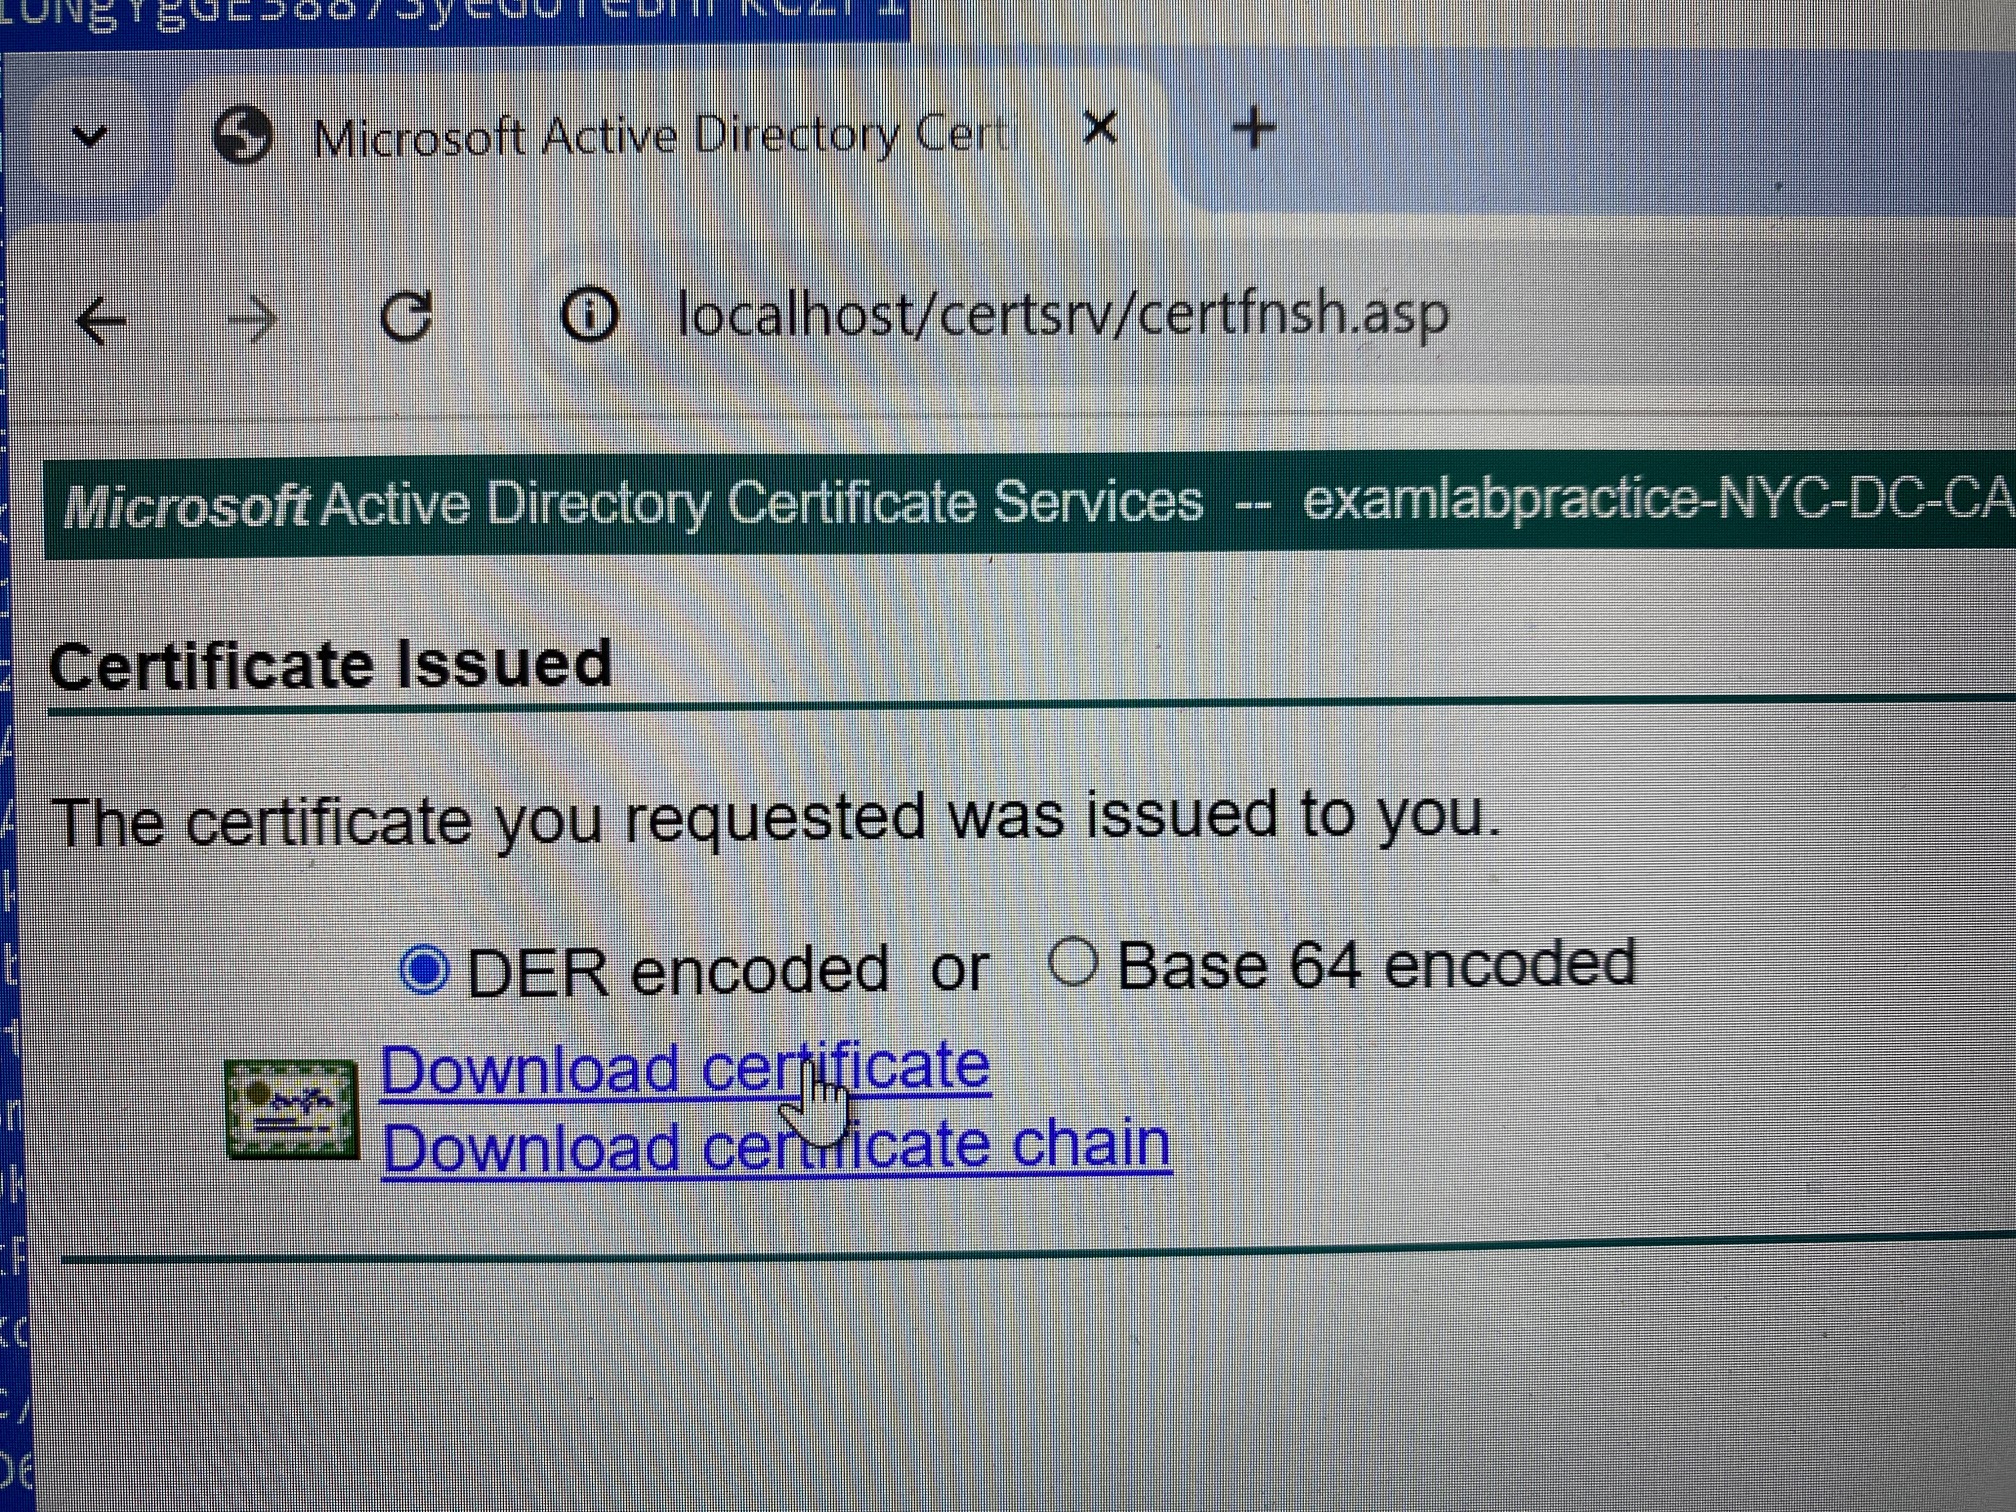 Microsoft Active Directory Cert
localhost/certsrv/certfnsh.asp
Microsoft Active Directory Certificate Services -- examlabpractice-NYC-DC-CA
Certificate Issued
The certificate you requested was issued to you.
DER encoded or Base 64 encoded
Download certificate
Download certificate chain